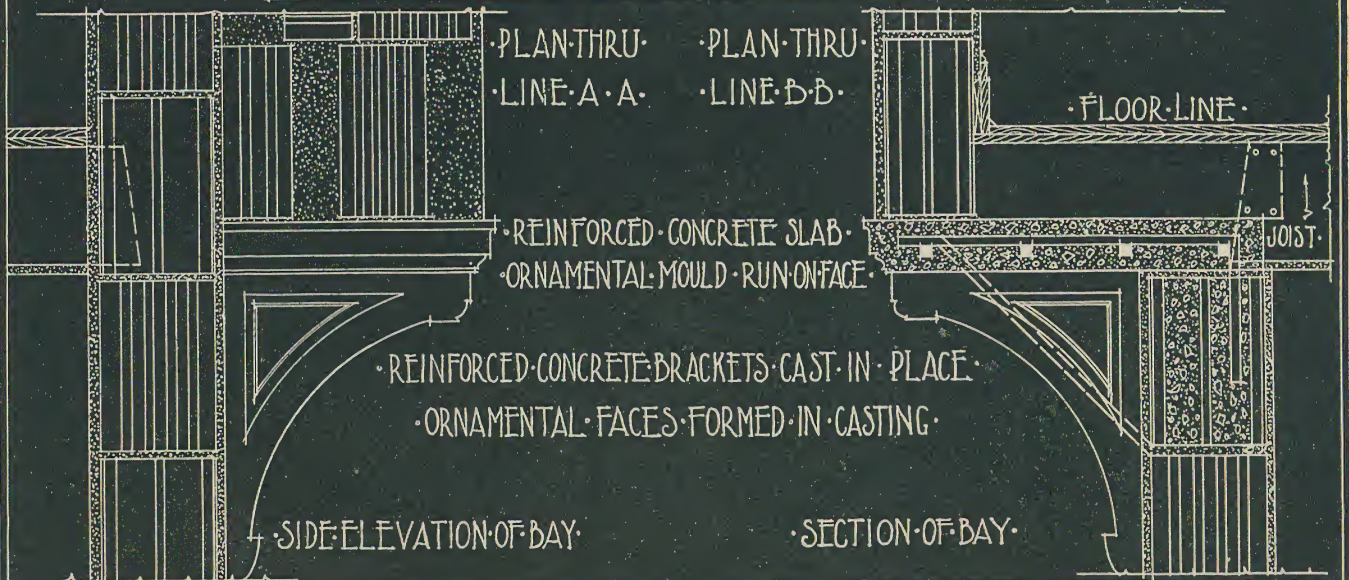 ·PLAN·THRU·
·LINE·A·A·
·PLAN·THRU·
·LINE·B·B·
·FLOOR·LINE·
·REINFORCED·CONCRETE SLAB·
·ORNAMENTAL·MOULD·RUN·ON·FACE·
JOIST·
·REINFORCED·CONCRETE·BRACKETS·CAST·IN·PLACE·
·ORNAMENTAL·FACES·FORMED·IN·CASTING·
·SIDE·ELEVATION·OF·BAY·
·SECTION·OF·BAY·